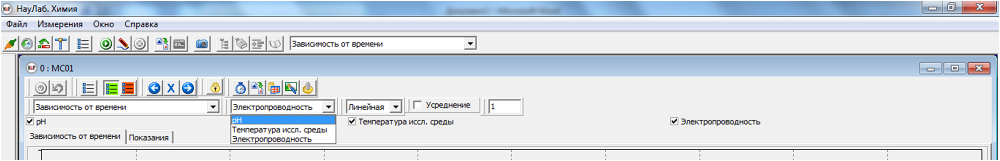 НауЛаб. Химия
Файл Измерения Окно Справка
Зависимость от времени
0 : MC01
Зависимость от времени Электропроводность Линейная Усреднение 1
pH
pH Температура иссл. среды Электропроводность
Температура иссл. среды
Электропроводность
Зависимость от времени Показания